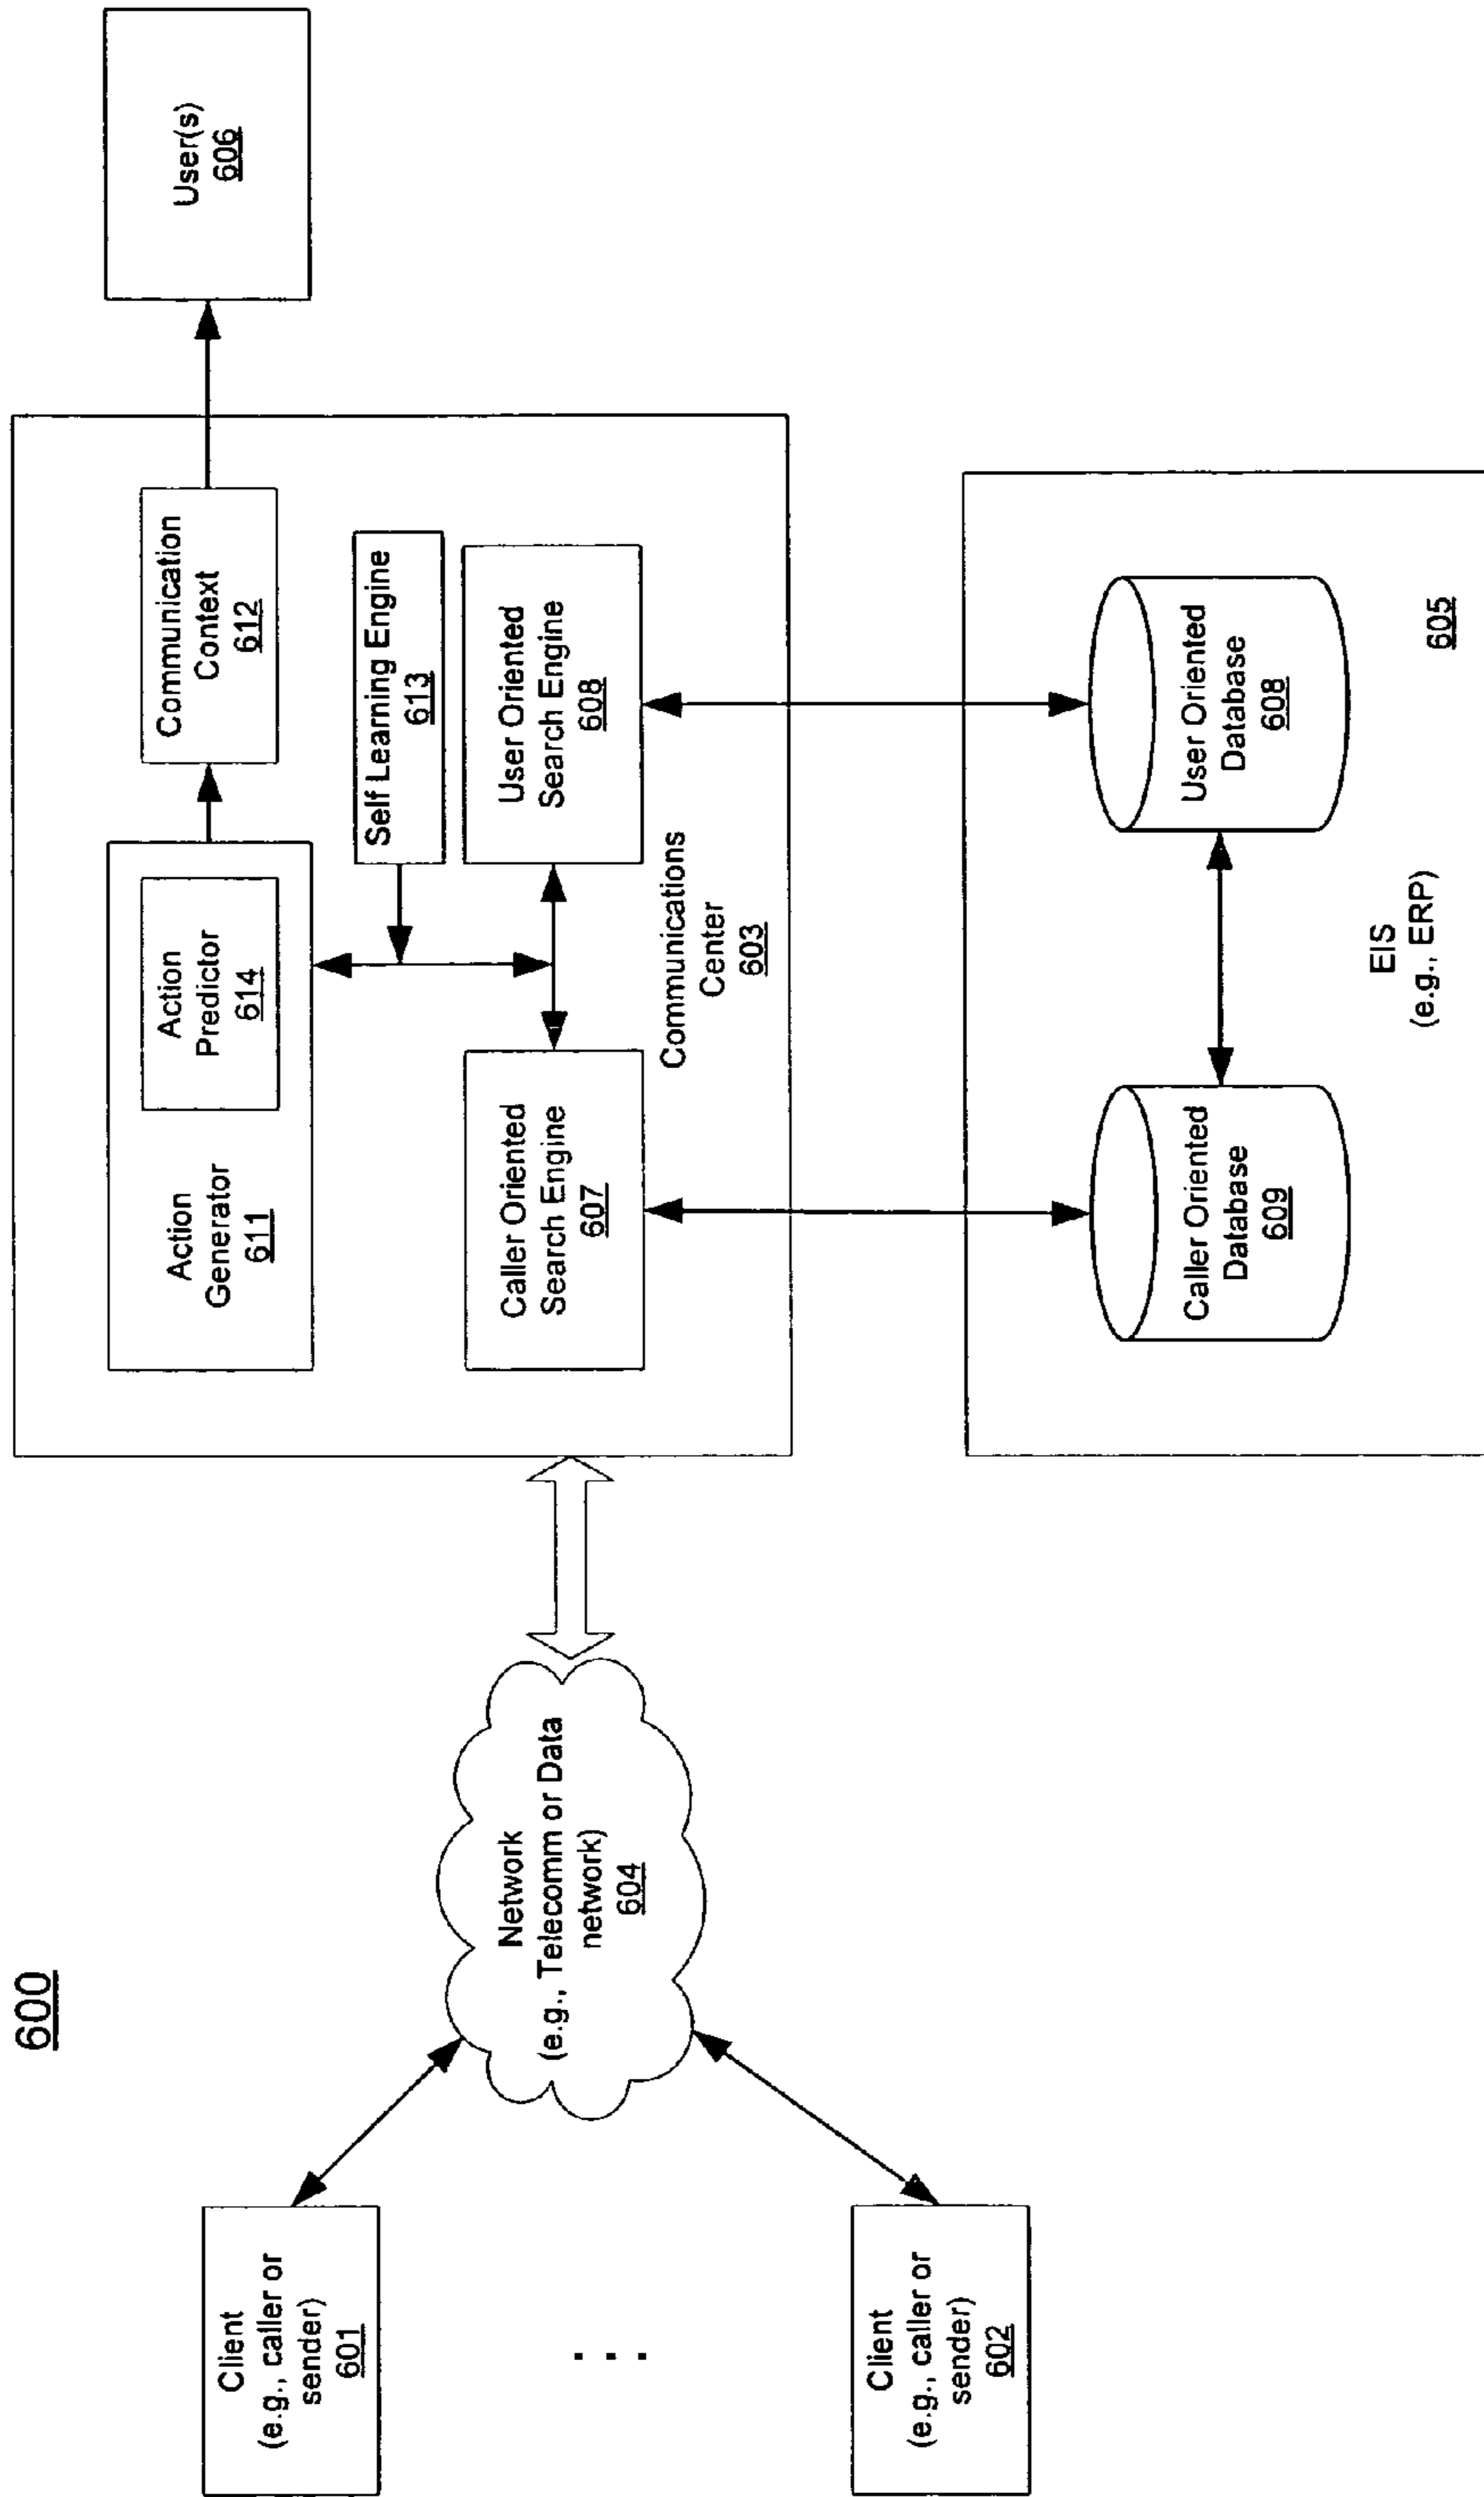 600
Client
(e.g., caller or
sender)
601
. . .
Client
(e.g., caller or
sender)
602
Network
(e.g., Telecomm or Data
network)
604
Action
Generator
611
Action
Predictor
614
Communication
Context
612
User(s)
606
Self Learning Engine
613
Caller Oriented
Search Engine
607
User Oriented
Search Engine
608
Communications
Center
603
Caller Oriented
Database
609
User Oriented
Database
608
EIS
(e.g., ERP)
605